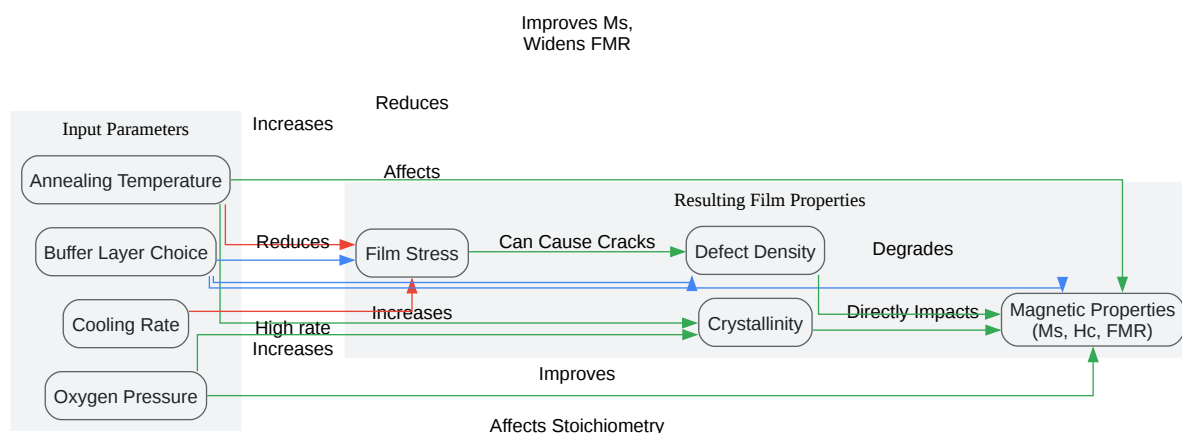 Improves Ms,
Widens FMR
Reduces
Increases
Input Parameters
Annealing Temperature
Affects
Resulting Film Properties
Buffer Layer Choice
Reduces
Film Stress
Can Cause Cracks
Defect Density
Degrades
Cooling Rate
Increases
High rate
Increases
Crystallinity
Directly Impacts
Magnetic Properties
(Ms, Hc, FMR)
Oxygen Pressure
Improves
Affects Stoichiometry